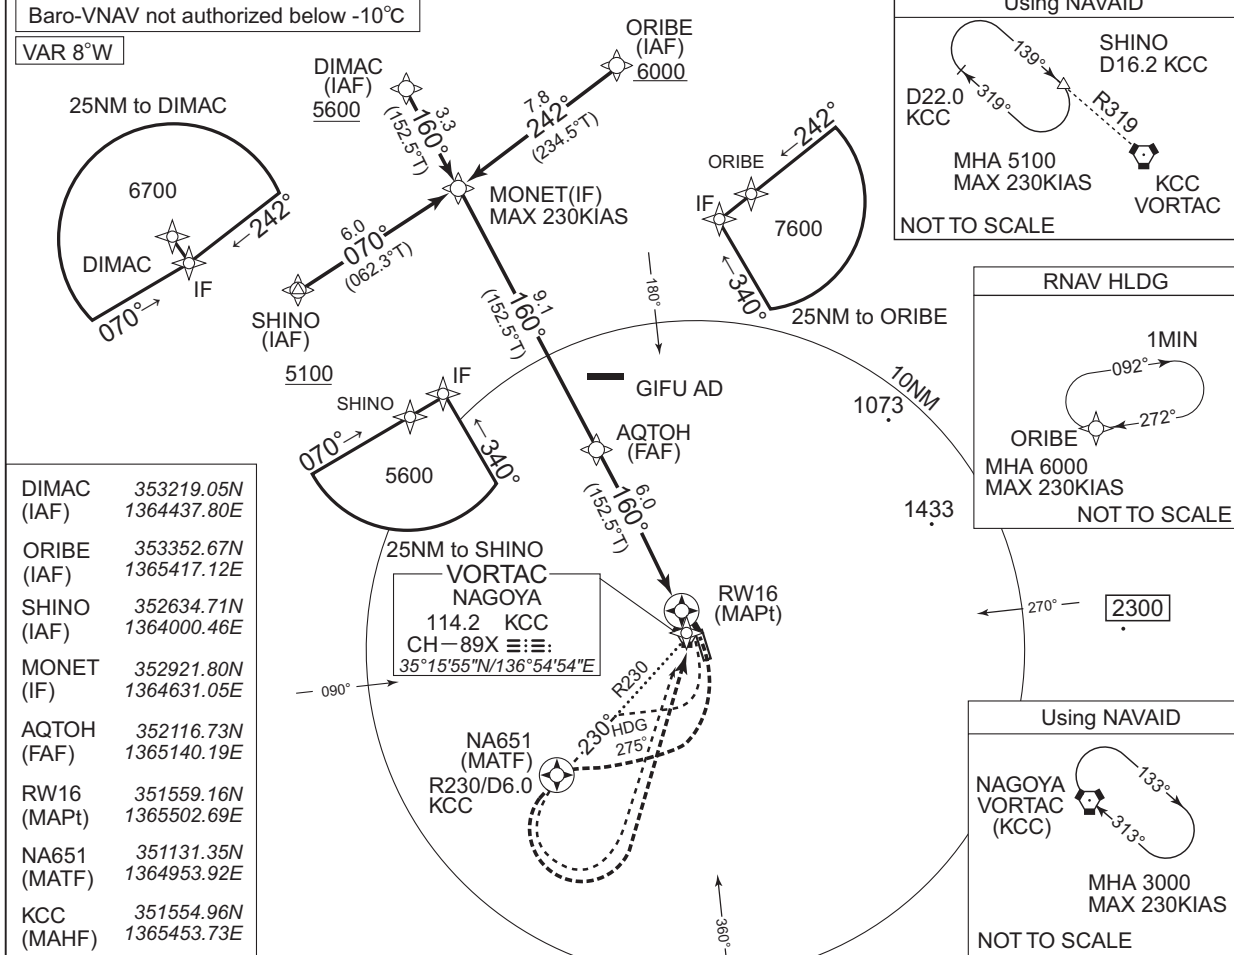 Baro-VNAV not authorized below -10°C
VAR 8°W
25NM to DIMAC
6700
DIMAC
IF
←242°
070°→
DIMAC
(IAF)
5600
3.3
160°
(152.5°T)
ORIBE
(IAF)
6000
7.8
242°
(234.5°T)
MONET(IF)
MAX 230KIAS
6.0
070°
(062.3°T)
SHINO
(IAF)
5100
9.1
160°
(152.5°T)
←242°
ORIBE
IF
7600
←340°
25NM to ORIBE
180°
Using NAVAID
139°
319°
SHINO
D16.2 KCC
D22.0
KCC
R319
MHA 5100
MAX 230KIAS
KCC
VORTAC
NOT TO SCALE
RNAV HLDG
1MIN
092°
272°
ORIBE
MHA 6000
MAX 230KIAS
NOT TO SCALE
IF
SHINO
070°→
←340°
5600
25NM to SHINO
GIFU AD
10NM
1073
1433
AQTOH
(FAF)
6.0
160°
(152.5°T)
RW16
(MAPt)
270°
2300
VORTAC
NAGOYA
114.2 KCC
CH－89X
35°15'55"N/136°54'54"E
090°
R230
230°
HDG
275°
NA651
(MATF)
R230/D6.0
KCC
360°
Using NAVAID
NAGOYA
VORTAC
(KCC)
133°
313°
MHA 3000
MAX 230KIAS
NOT TO SCALE
DIMAC 353219.05N
(IAF) 1364437.80E
ORIBE 353352.67N
(IAF) 1365417.12E
SHINO 352634.71N
(IAF) 1364000.46E
MONET 352921.80N
(IF) 1364631.05E
AQTOH 352116.73N
(FAF) 1365140.19E
RW16 351559.16N
(MAPt) 1365502.69E
NA651 351131.35N
(MATF) 1364953.92E
KCC 351554.96N
(MAHF) 1365453.73E